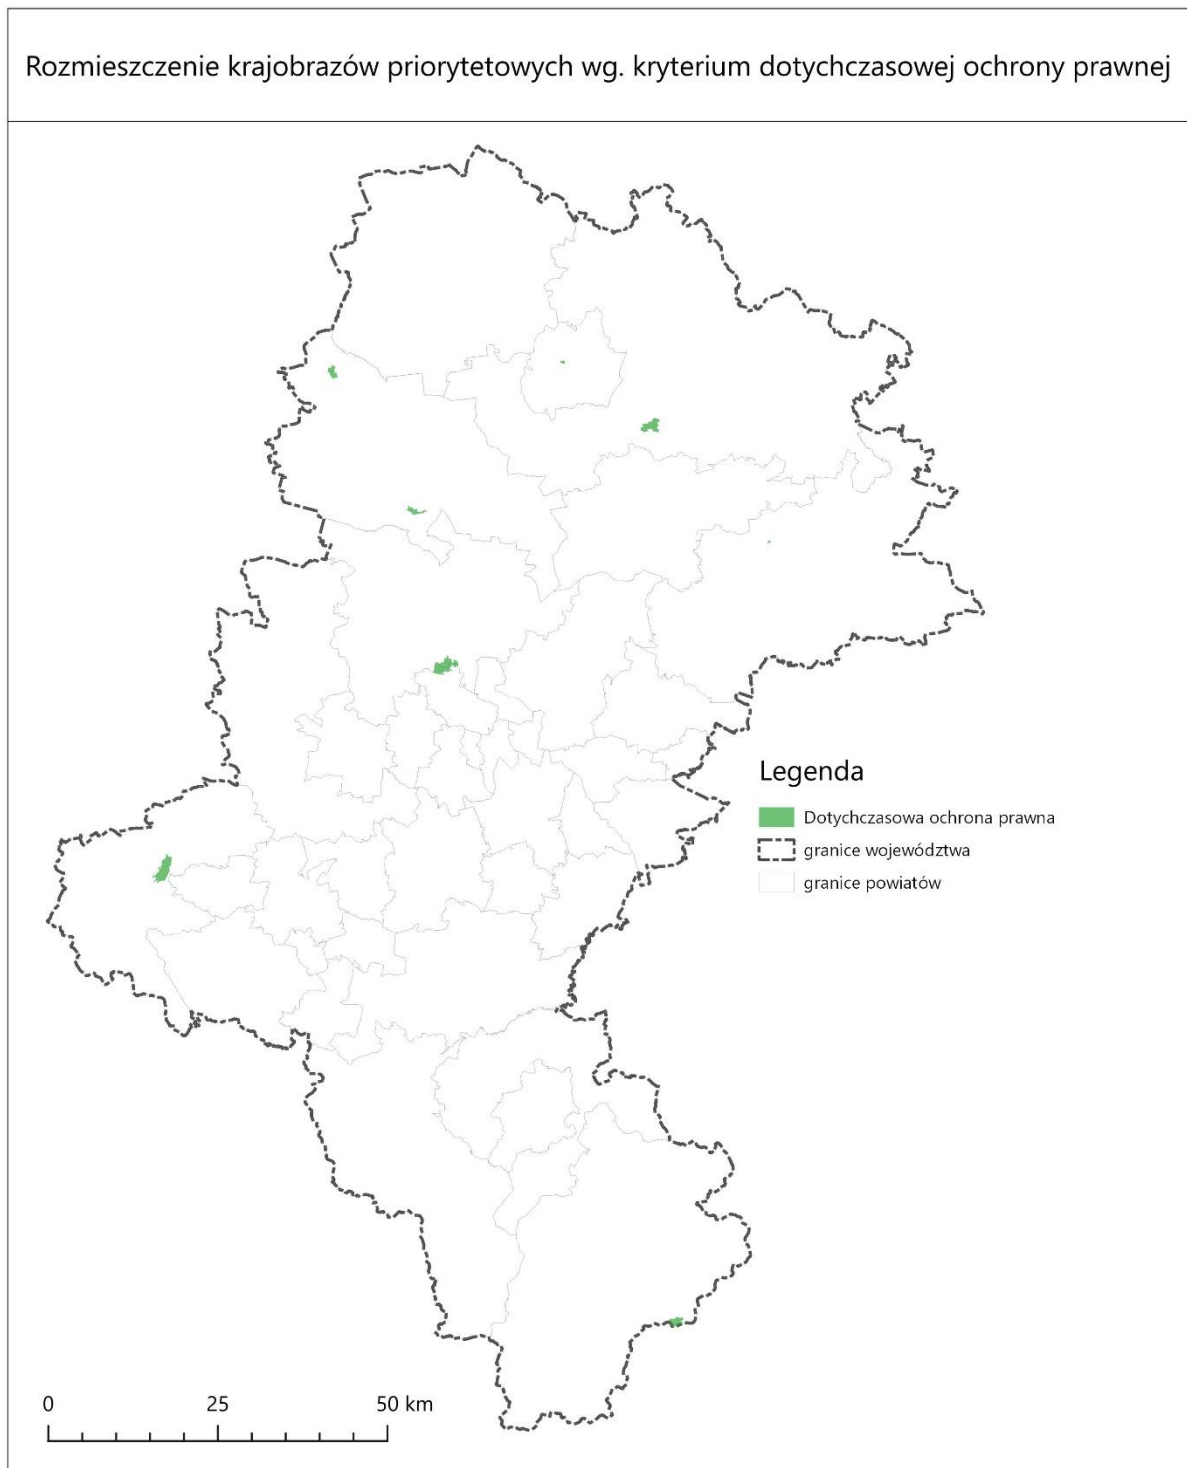 Rozmieszczenie krajobrazów priorytetowych wg. kryterium dotychczasowej ochrony prawnej
Legenda
Dotychczasowa ochrona prawna
granice województwa
granice powiatów
0 25 50 km